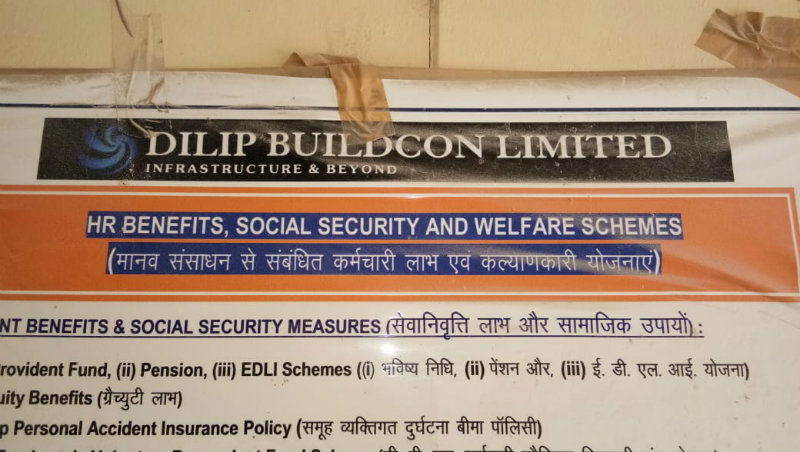 DILIP BUILDCON LIMITED
INFRASTRUCTURE & BEYOND
HR BENEFITS, SOCIAL SECURITY AND WELFARE SCHEMES
(मानव संसाधन से संबंधित कर्मचारी लाभ एवं कल्याणकारी योजनाएं)
NT BENEFITS & SOCIAL SECURITY MEASURES (सेवानिवृत्ति लाभ और सामाजिक उपायों) :
rovident Fund, (ii) Pension, (iii) EDLI Schemes ((i) भविष्य निधि, (ii) पेंशन और, (iii) ई. डी. एल. आई. योजना)
uity Benefits (ग्रैच्युटी लाभ)
p Personal Accident Insurance Policy (समूह व्यक्तिगत दुर्घटना बीमा पॉलिसी)